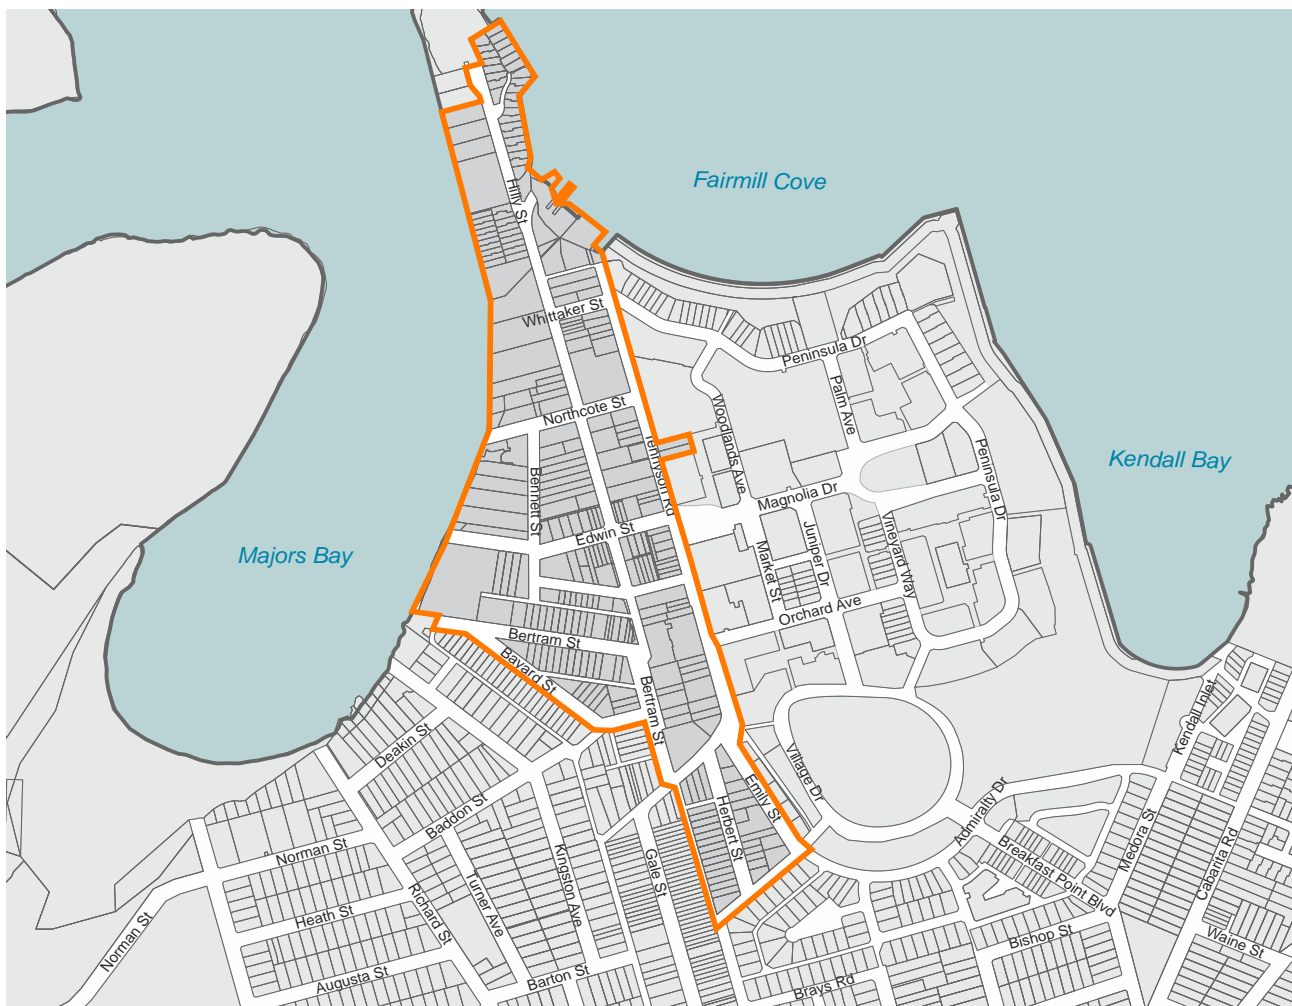 Fairmill Cove
Hilly St
Whittaker St
Peninsula Dr
Palm Ave
Woodlands Ave
Northcote St
Tennyson Rd
Peninsula Dr
Kendall Bay
Bennett St
Magnolia Dr
Edwin St
Juniper Dr
Vineyard Way
Majors Bay
Market St
Orchard Ave
Bertram St
Bayard St
Bertram St
Kendall Inlet
Deakin St
Village Dr
Emily St
Admiralty Dr
Herbert St
Baddon St
Medora St
Cabarita Rd
Norman St
Breakfast Point Blvd
Kingston Ave
Gale St
Turner Ave
Richard St
Heath St
Norman St
Bishop St
Waine St
Augusta St
Barton St
Brays Rd